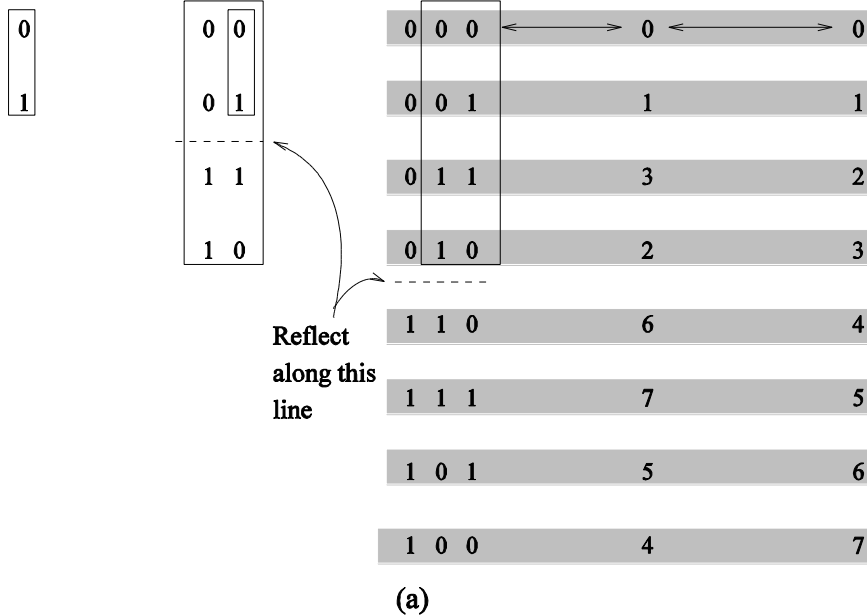 0 0 0 0 0 0 0 0
1 0 1 0 0 1 1 1
1 1 0 1 1 3 2
1 0 0 1 0 2 3
Reflect 1 1 0 6 4
along this
line 1 1 1 7 5
1 0 1 5 6
1 0 0 4 7
(a)